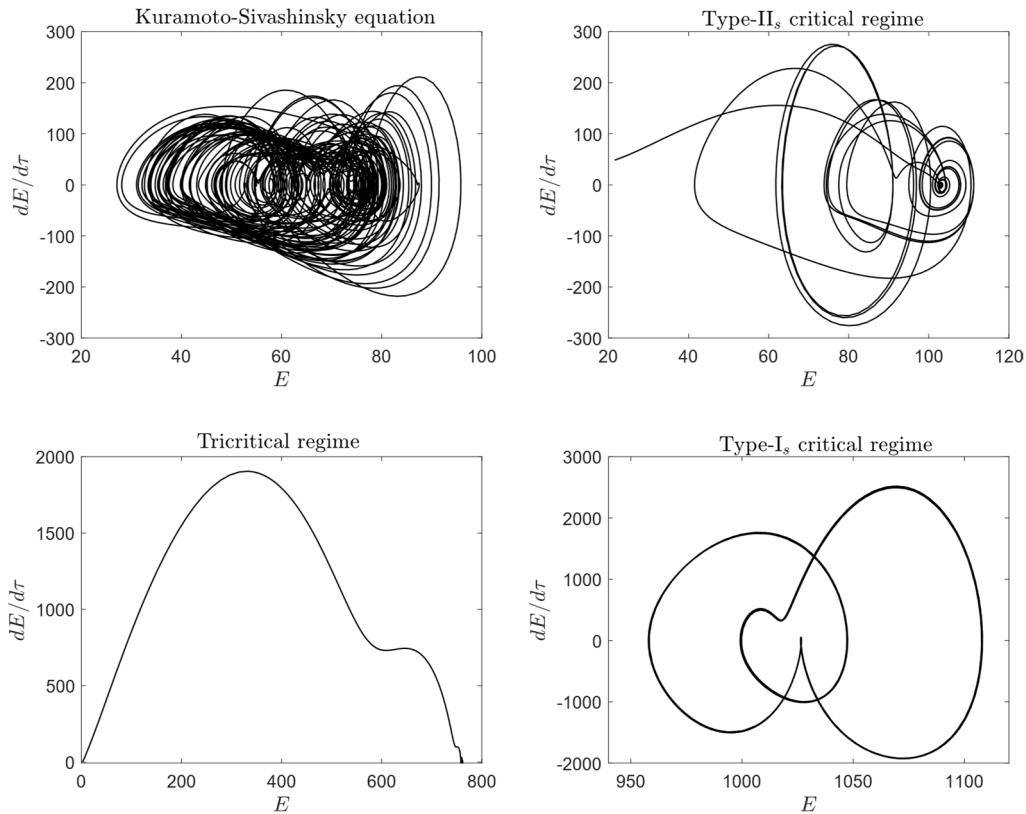 Kuramoto-Sivashinsky equation
300
200
100
0
-100
-200
-300
dE/dτ
20 40 60 80 100
E
Type-IIₛ critical regime
300
200
100
0
-100
-200
-300
dE/dτ
20 40 60 80 100 120
E
Tricritical regime
2000
1500
1000
500
0
dE/dτ
0 200 400 600 800
E
Type-Iₛ critical regime
3000
2000
1000
0
-1000
-2000
dE/dτ
950 1000 1050 1100
E